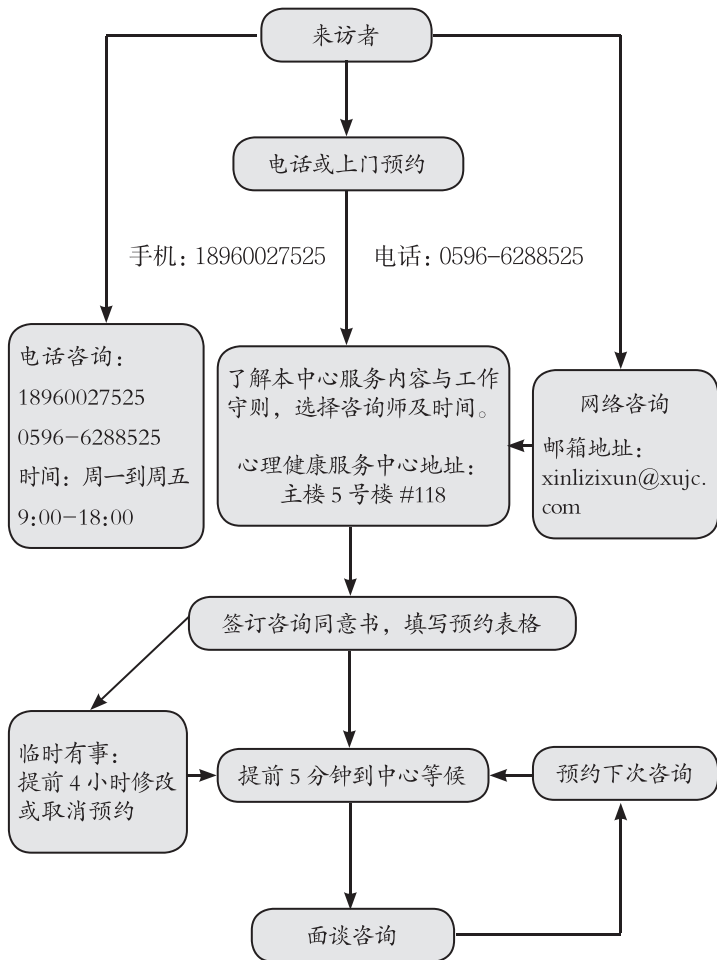 来访者
电话或上门预约
手机：18960027525
电话：0596-6288525
电话咨询：
18960027525
0596-6288525
时间：周一到周五
9:00-18:00
了解本中心服务内容与工作
守则，选择咨询师及时间。
心理健康服务中心地址：
主楼 5 号楼 #118
网络咨询
邮箱地址：
xinlizixun@xujc.
com
签订咨询同意书，填写预约表格
临时有事：
提前 4 小时修改
或取消预约
提前 5 分钟到中心等候
预约下次咨询
面谈咨询